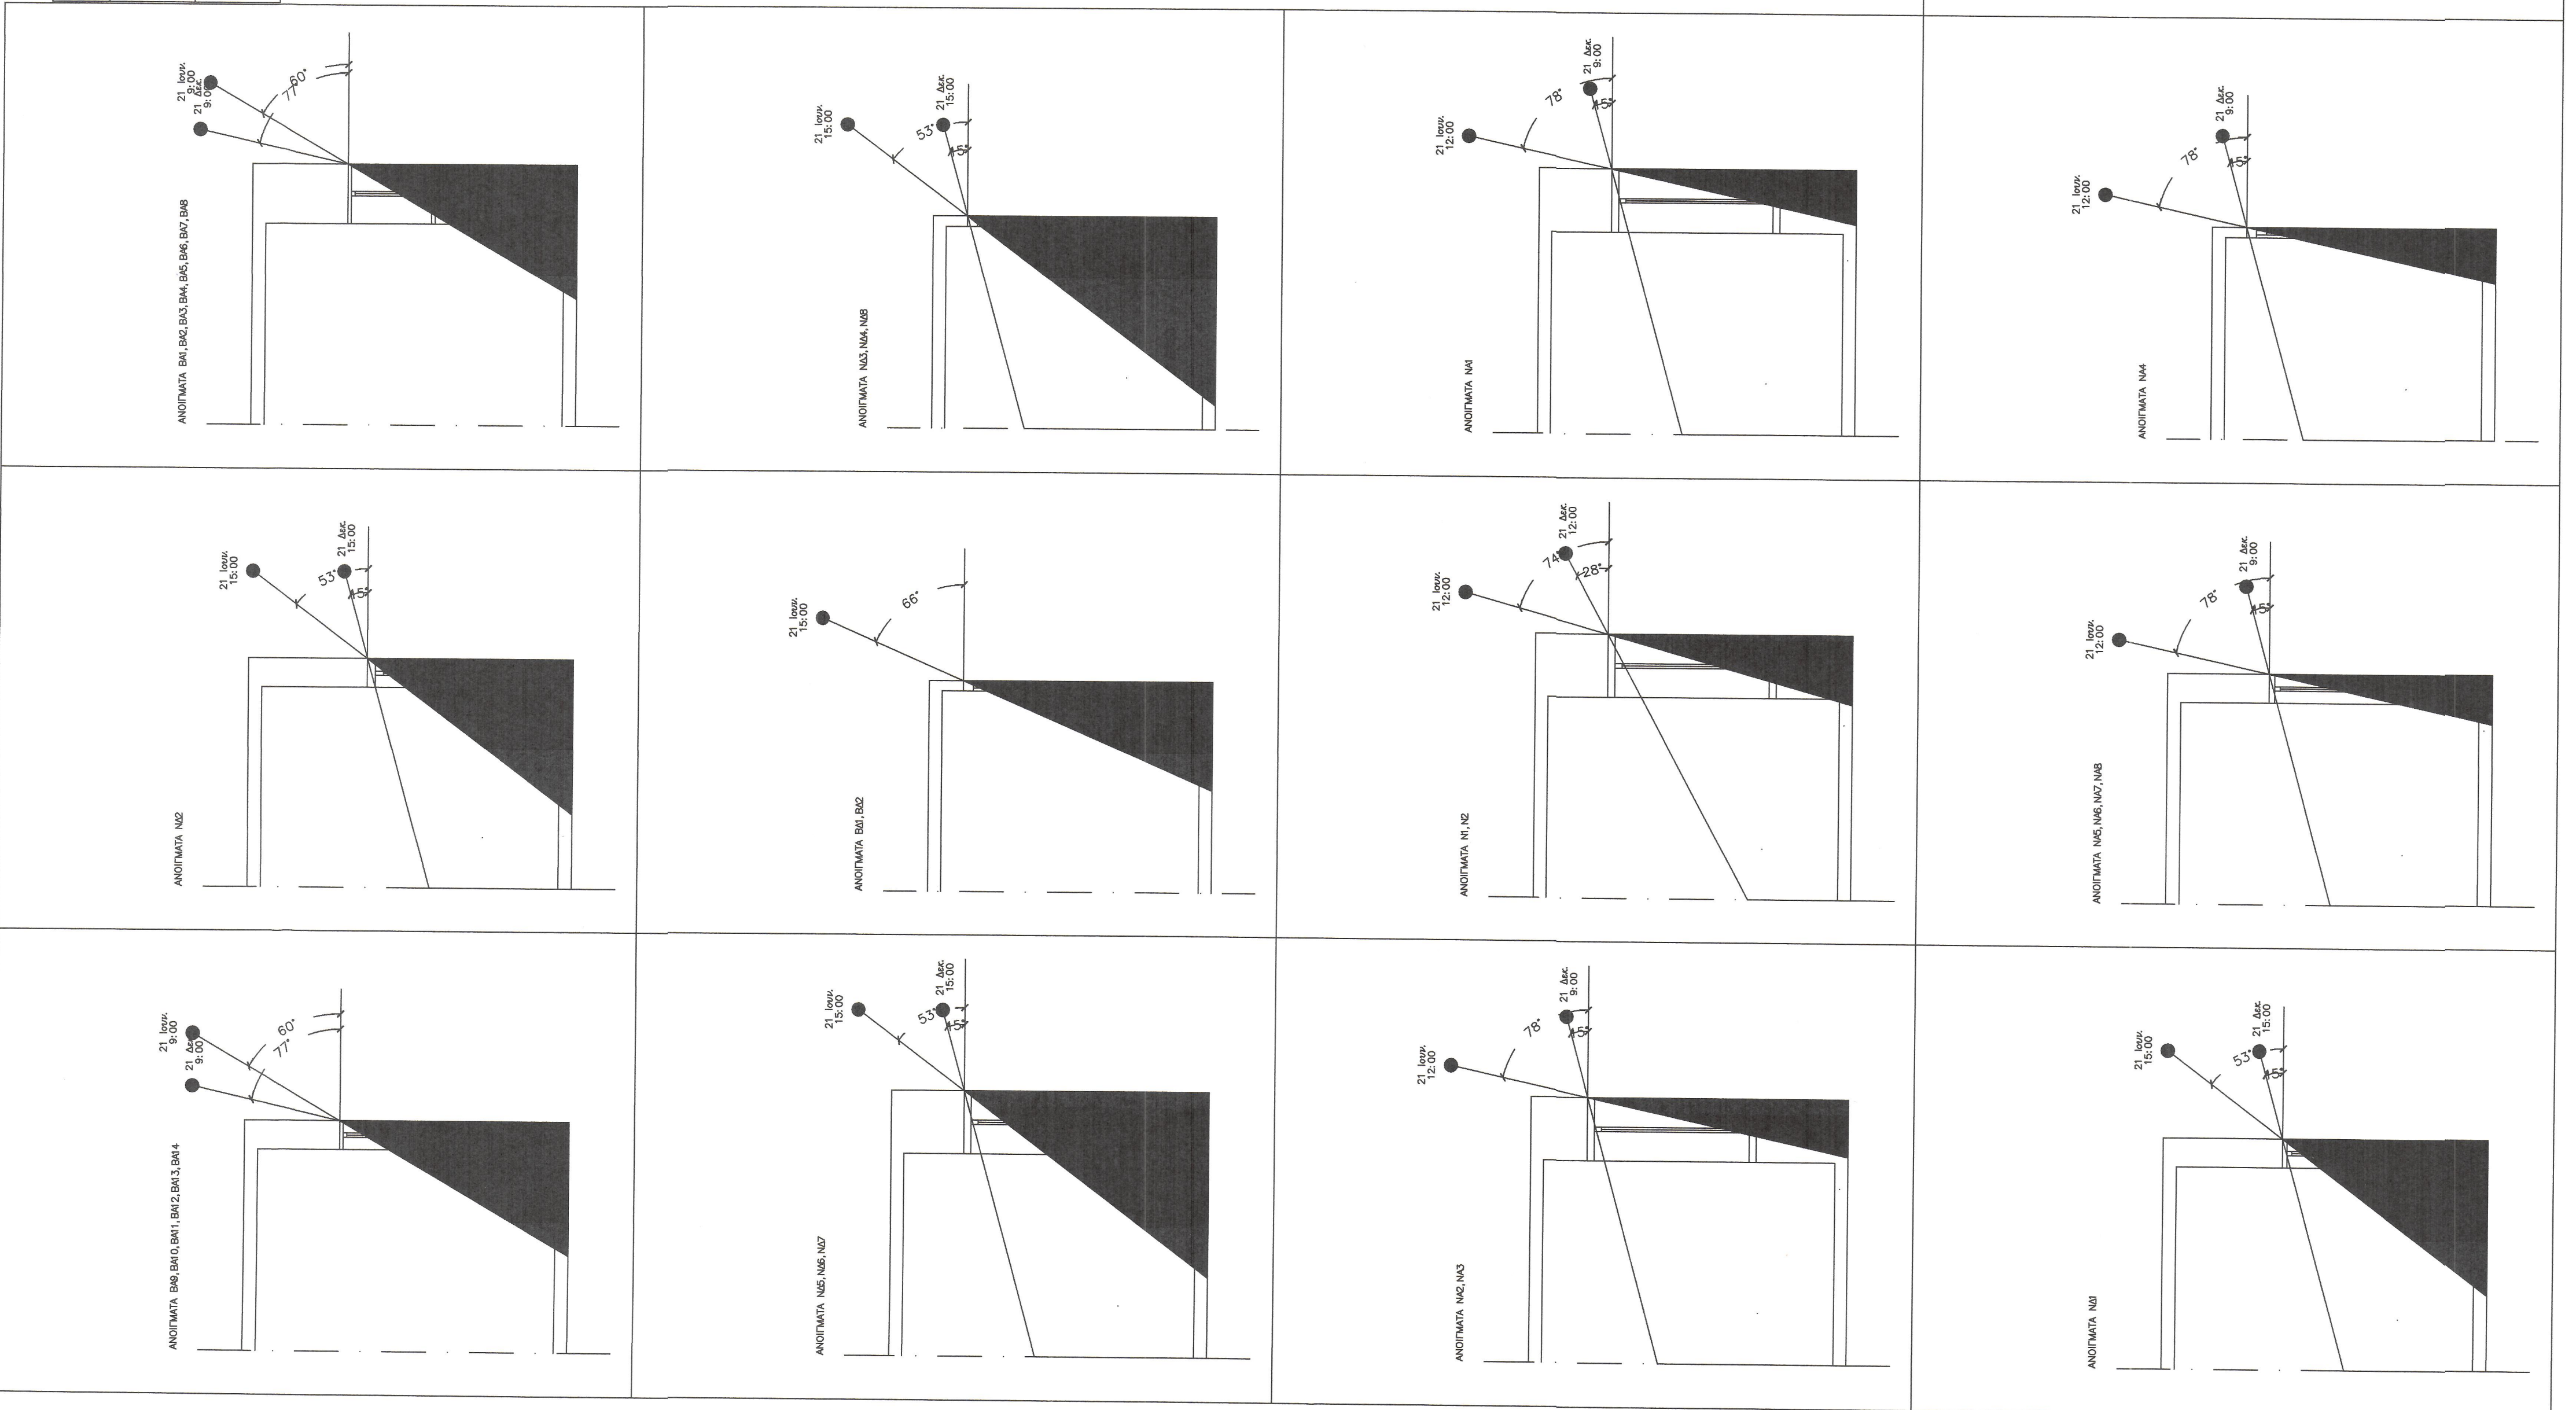 21 Ιουν.
9:00
21 Δεκ.
9:00
60°
77°
ΑΝΟΙΓΜΑΤΑ ΒΑ1, ΒΑ2, ΒΑ3, ΒΑ4, ΒΑ5, ΒΑ6, ΒΑ7, ΒΑ8
21 Ιουν.
15:00
21 Δεκ.
15:00
53°
15°
ΑΝΟΙΓΜΑΤΑ ΝΔ3, ΝΔ4, ΝΔ8
21 Ιουν.
12:00
21 Δεκ.
9:00
78°
15°
ΑΝΟΙΓΜΑΤΑ ΝΑ1
21 Ιουν.
12:00
21 Δεκ.
9:00
78°
15°
ΑΝΟΙΓΜΑΤΑ ΝΑ4
21 Ιουν.
15:00
21 Δεκ.
15:00
53°
15°
ΑΝΟΙΓΜΑΤΑ ΝΔ2
21 Ιουν.
15:00
66°
ΑΝΟΙΓΜΑΤΑ ΒΔ1, ΒΔ2
21 Ιουν.
12:00
21 Δεκ.
12:00
74°
28°
ΑΝΟΙΓΜΑΤΑ Ν1, Ν2
21 Ιουν.
12:00
21 Δεκ.
9:00
78°
15°
ΑΝΟΙΓΜΑΤΑ ΝΑ5, ΝΑ6, ΝΑ7, ΝΑ8
21 Ιουν.
9:00
21 Δεκ.
9:00
60°
77°
ΑΝΟΙΓΜΑΤΑ ΒΑ9, ΒΑ10, ΒΑ11, ΒΑ12, ΒΑ13, ΒΑ14
21 Ιουν.
15:00
21 Δεκ.
15:00
53°
15°
ΑΝΟΙΓΜΑΤΑ ΝΔ5, ΝΔ6, ΝΔ7
21 Ιουν.
12:00
21 Δεκ.
9:00
78°
15°
ΑΝΟΙΓΜΑΤΑ ΝΑ2, ΝΑ3
21 Ιουν.
15:00
21 Δεκ.
15:00
53°
15°
ΑΝΟΙΓΜΑΤΑ ΝΔ1